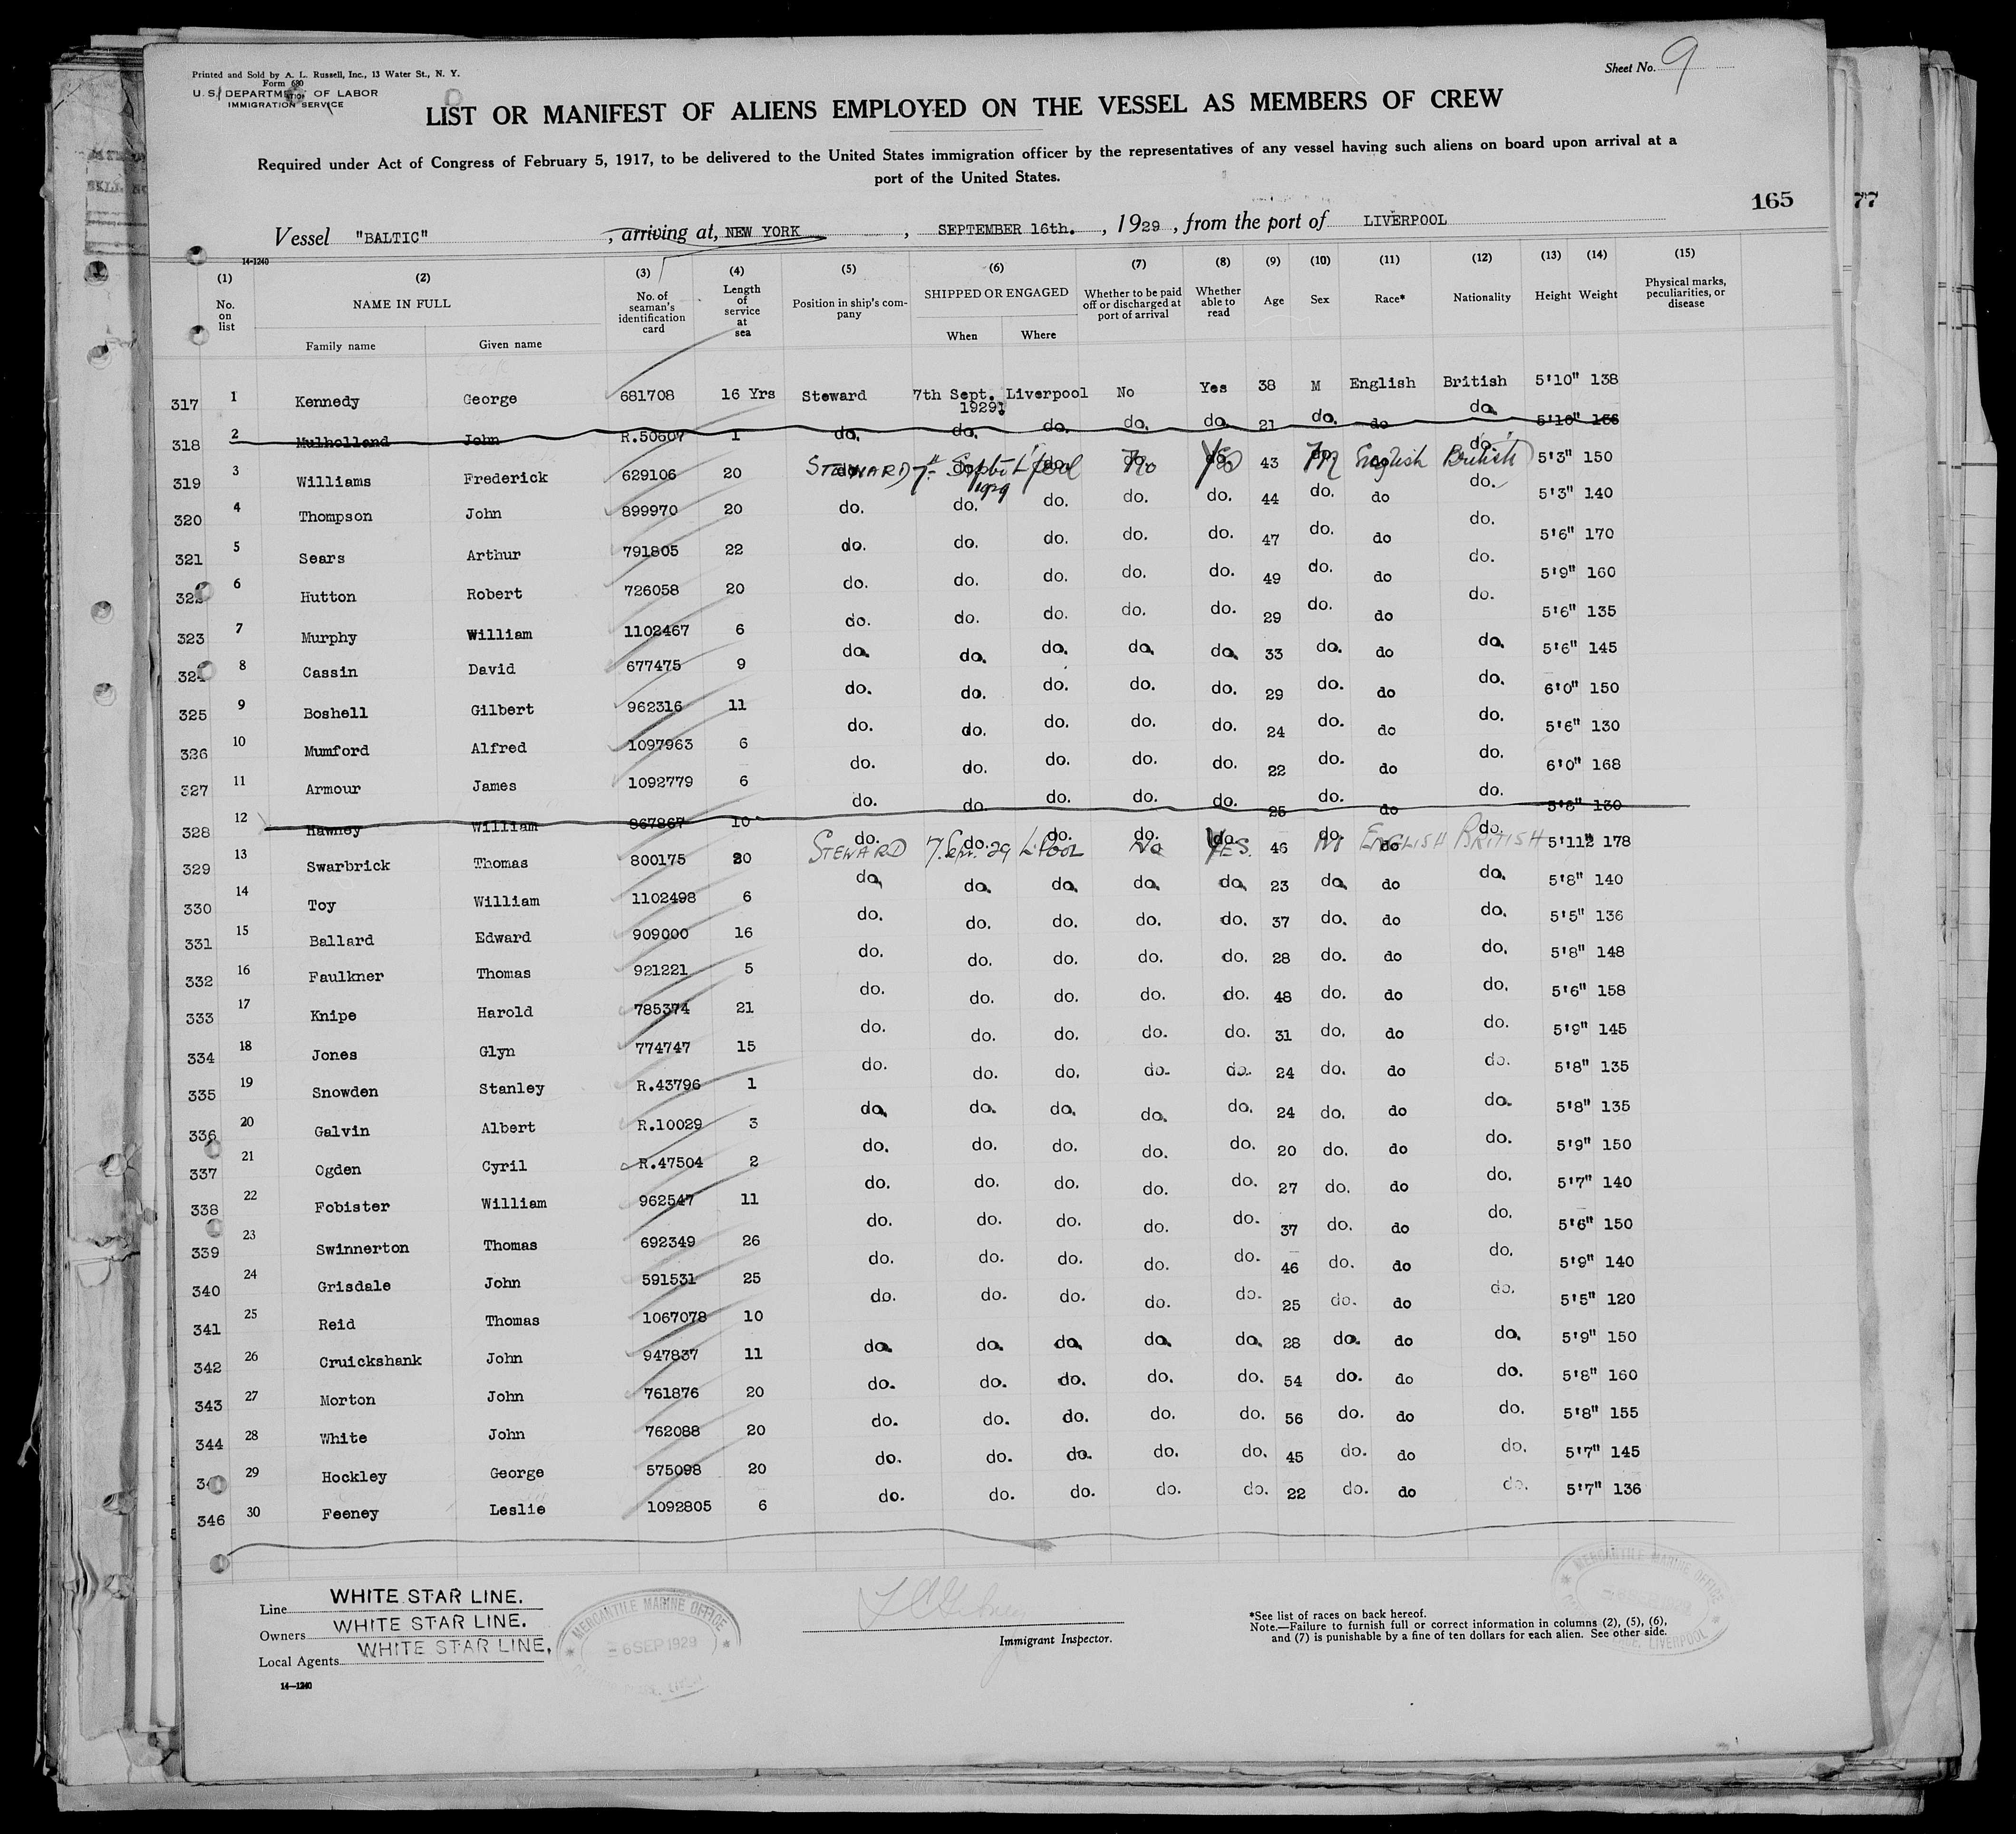 Printed and Sold by A. L. Russell, Inc., 13 Water St., N. Y.
Form 680
U. S. DEPARTMENT OF LABOR
IMMIGRATION SERVICE
Sheet No. 9
LIST OR MANIFEST OF ALIENS EMPLOYED ON THE VESSEL AS MEMBERS OF CREW
Required under Act of Congress of February 5, 1917, to be delivered to the United States immigration officer by the representatives of any vessel having such aliens on board upon arrival at a
port of the United States.
165
77
Vessel "BALTIC", arriving at, NEW YORK, SEPTEMBER 16th., 1929, from the port of LIVERPOOL
14-1240
(1) (2) (3) (4) (5) (6) (7) (8) (9) (10) (11) (12) (13) (14) (15)
No. on list NAME IN FULL No. of seaman's identification card Length of service at sea Position in ship's company SHIPPED OR ENGAGED Whether to be paid off or discharged at port of arrival Whether able to read Age Sex Race* Nationality Height Weight Physical marks, peculiarities, or disease
Family name Given name When Where
317 1 Kennedy George 681708 16 Yrs Steward 7th Sept. 1929 Liverpool No Yes 38 M English British 5'10" 138
318 2 Mulholland John R.50607 1 do. do. do. do. do. 21 do. do do. 5'10" 136
319 3 Williams Frederick 629106 20 STEWARD 7th Sept 1929 L'pool No Yes 43 M English British 5'3" 150
320 4 Thompson John 899970 20 do. do. do. do. do. 44 do. do do. 5'3" 140
321 5 Sears Arthur 791805 22 do. do. do. do. do. 47 do. do do. 5'6" 170
322 6 Hutton Robert 726058 20 do. do. do. do. do. 49 do. do do. 5'9" 160
323 7 Murphy William 1102467 6 do. do. do. do. do. 29 do. do do. 5'6" 135
324 8 Cassin David 677475 9 do. do. do. do. do. 33 do. do do. 5'6" 145
325 9 Boshell Gilbert 962316 11 do. do. do. do. do. 29 do. do do. 6'0" 150
326 10 Mumford Alfred 1097963 6 do. do. do. do. do. 24 do. do do. 5'6" 130
327 11 Armour James 1092779 6 do. do. do. do. do. 22 do. do do. 6'0" 168
328 12 Hawney William 967867 10 do. do. do. do. do. 25 do. do do. 5'8" 130
329 13 Swarbrick Thomas 800175 20 STEWARD 7. Sept. 29 L'POOL No YES. 46 M ENGLISH BRITISH 5'11½ 178
330 14 Toy William 1102498 6 do. do. do. do. do. 23 do. do do. 5'8" 140
331 15 Ballard Edward 909000 16 do. do. do. do. do. 37 do. do do. 5'5" 136
332 16 Faulkner Thomas 921221 5 do. do. do. do. do. 28 do. do do. 5'8" 148
333 17 Knipe Harold 785374 21 do. do. do. do. do. 48 do. do do. 5'6" 158
334 18 Jones Glyn 774747 15 do. do. do. do. do. 31 do. do do. 5'9" 145
335 19 Snowden Stanley R.43796 1 do. do. do. do. do. 24 do. do do. 5'8" 135
336 20 Galvin Albert R.10029 3 do. do. do. do. do. 24 do. do do. 5'8" 135
337 21 Ogden Cyril R.47504 2 do. do. do. do. do. 20 do. do do. 5'9" 150
338 22 Fobister William 962547 11 do. do. do. do. do. 27 do. do do. 5'7" 140
339 23 Swinnerton Thomas 692349 26 do. do. do. do. do. 37 do. do do. 5'6" 150
340 24 Grisdale John 591531 25 do. do. do. do. do. 46 do. do do. 5'9" 140
341 25 Reid Thomas 1067078 10 do. do. do. do. do. 25 do. do do. 5'5" 120
342 26 Cruickshank John 947837 11 do. do. do. do. do. 28 do. do do. 5'9" 150
343 27 Morton John 761876 20 do. do. do. do. do. 54 do. do do. 5'8" 160
344 28 White John 762088 20 do. do. do. do. do. 56 do. do do. 5'8" 155
34 29 Hockley George 575098 20 do. do. do. do. do. 45 do. do do. 5'7" 145
346 30 Feeney Leslie 1092805 6 do. do. do. do. do. 22 do. do do. 5'7" 136
Line WHITE STAR LINE.
Owners WHITE STAR LINE.
Local Agents WHITE STAR LINE,
14-1240
MERCANTILE MARINE OFFICE
6 SEP 1929
Immigrant Inspector.
*See list of races on back hereof.
Note.—Failure to furnish full or correct information in columns (2), (5), (6),
and (7) is punishable by a fine of ten dollars for each alien. See other side.
MERCANTILE MARINE OFFICE
LIVERPOOL